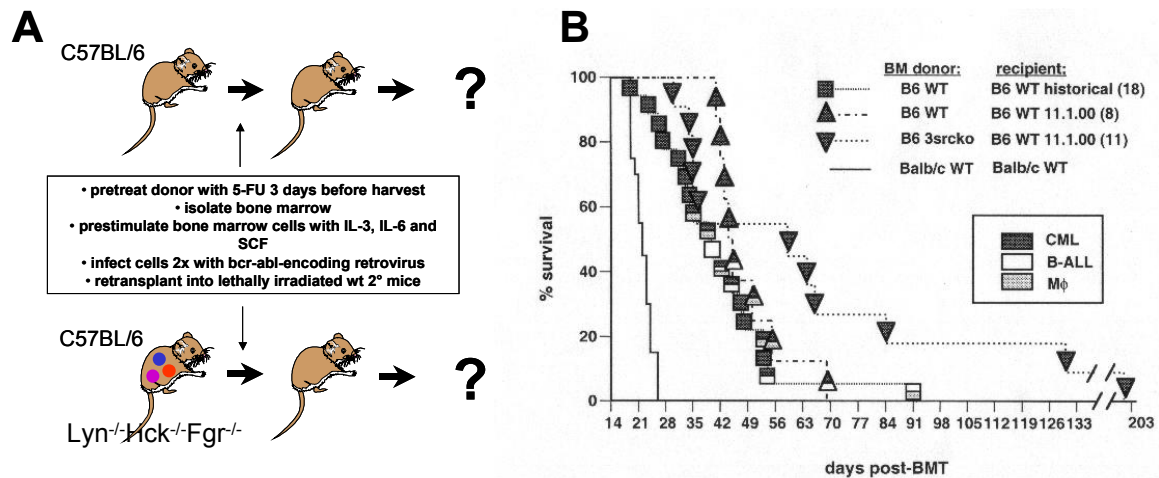 A
C57BL/6
?
• pretreat donor with 5-FU 3 days before harvest
• isolate bone marrow
• prestimulate bone marrow cells with IL-3, IL-6 and
SCF
• infect cells 2x with bcr-abl-encoding retrovirus
• retransplant into lethally irradiated wt 2° mice
C57BL/6
?
Lyn-/-Hck-/-Fgr-/-
B
BM donor: recipient:
B6 WT B6 WT historical (18)
B6 WT B6 WT 11.1.00 (8)
B6 3srcko B6 WT 11.1.00 (11)
Balb/c WT Balb/c WT
CML
B-ALL
Mϕ
% survival
100
80
60
40
20
0
14 21 28 35 42 49 56 63 70 77 84 91 98 105 112 119 126 133 203
days post-BMT